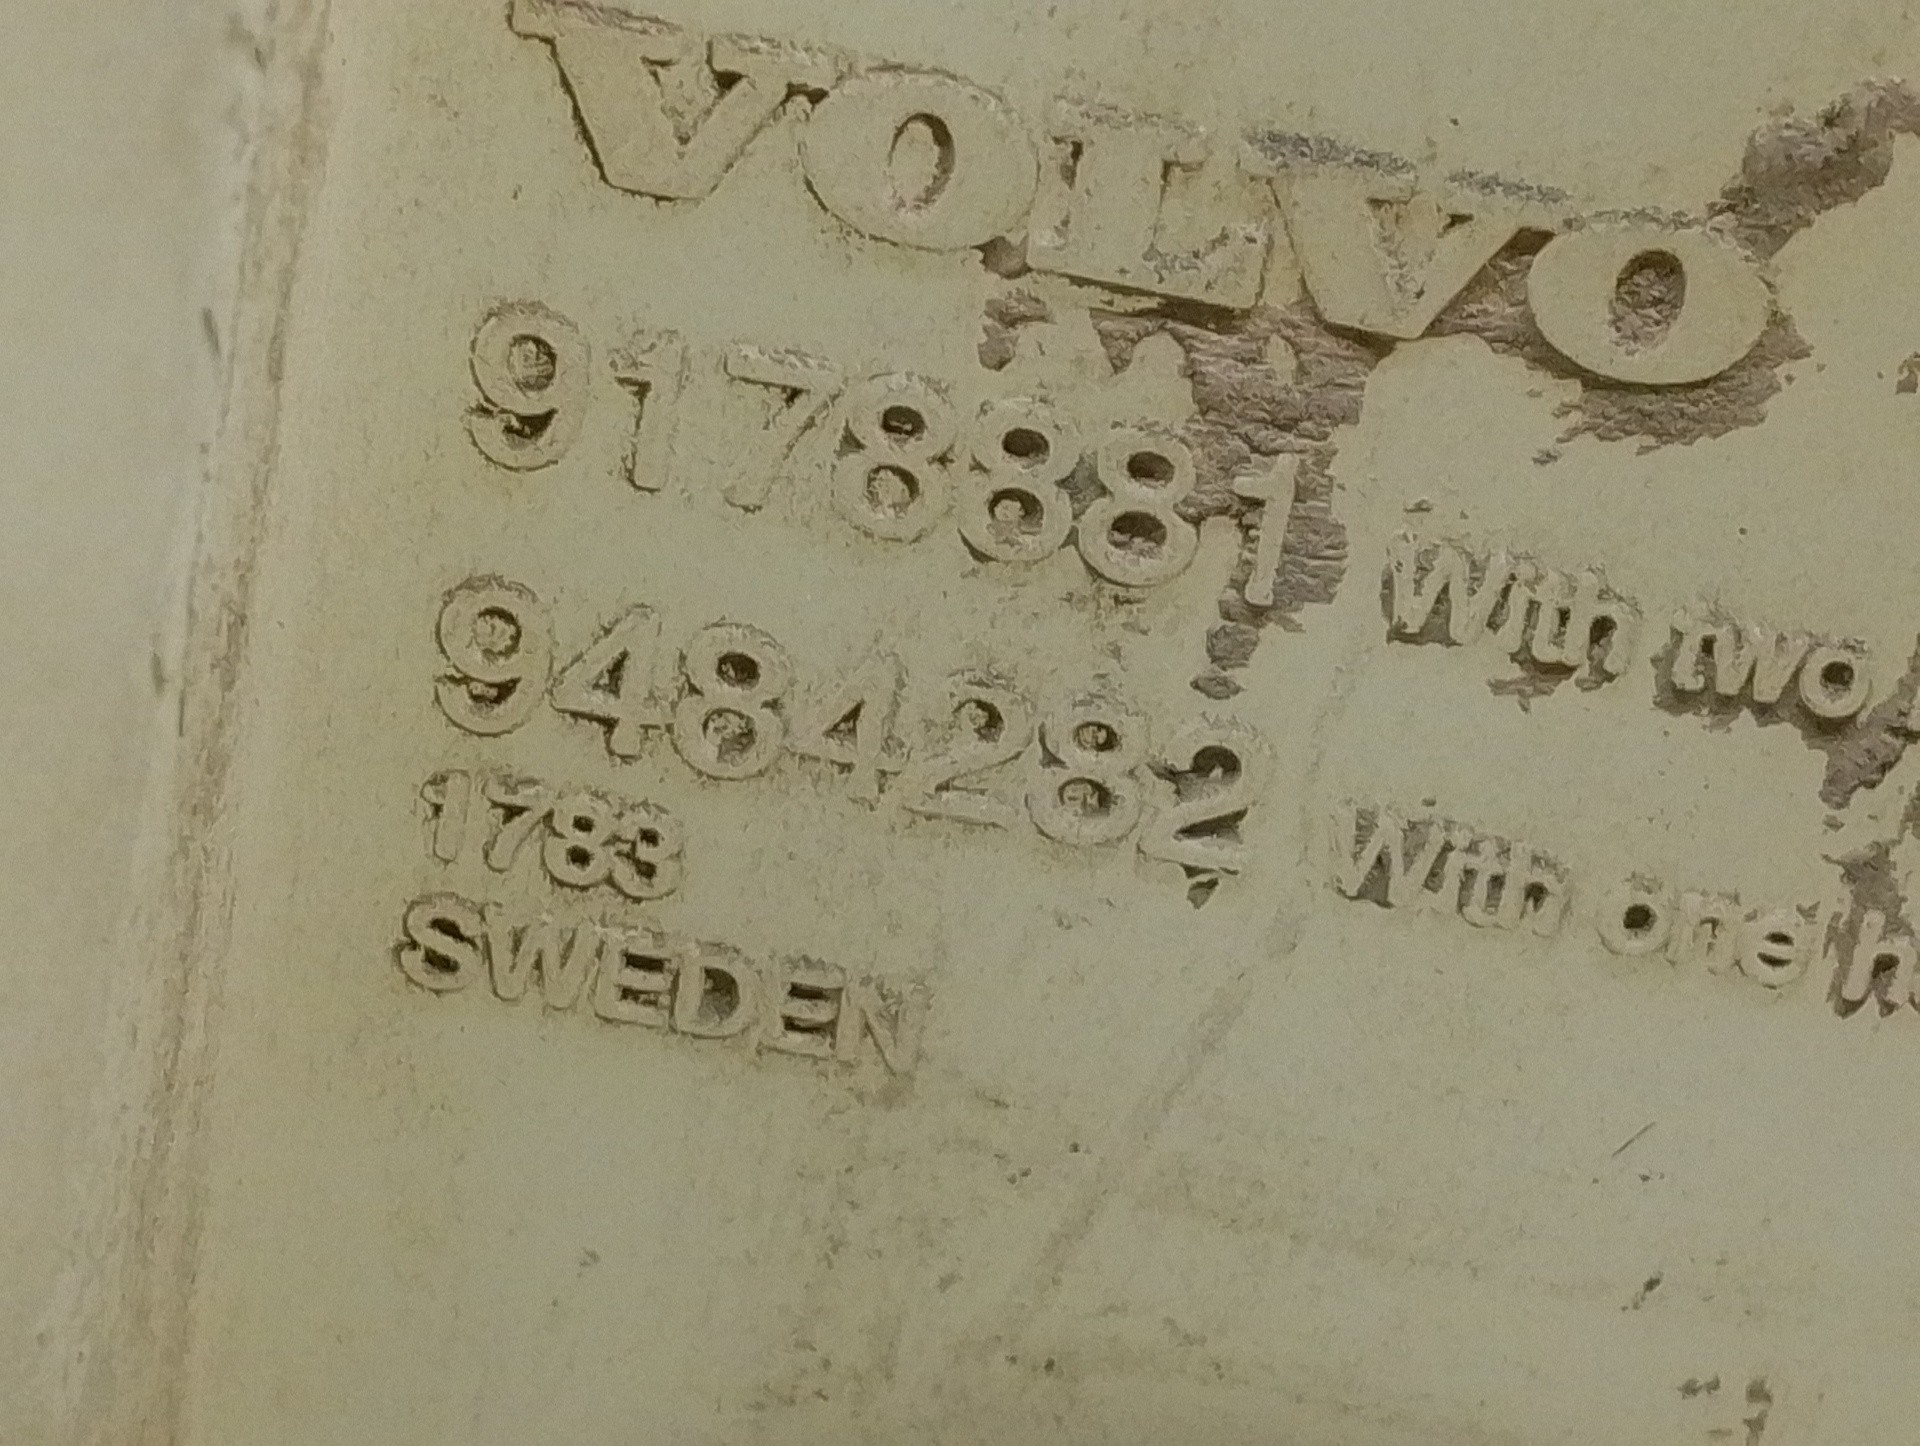 VOLVO
9178881 With two
9484282 With one
1783
SWEDEN